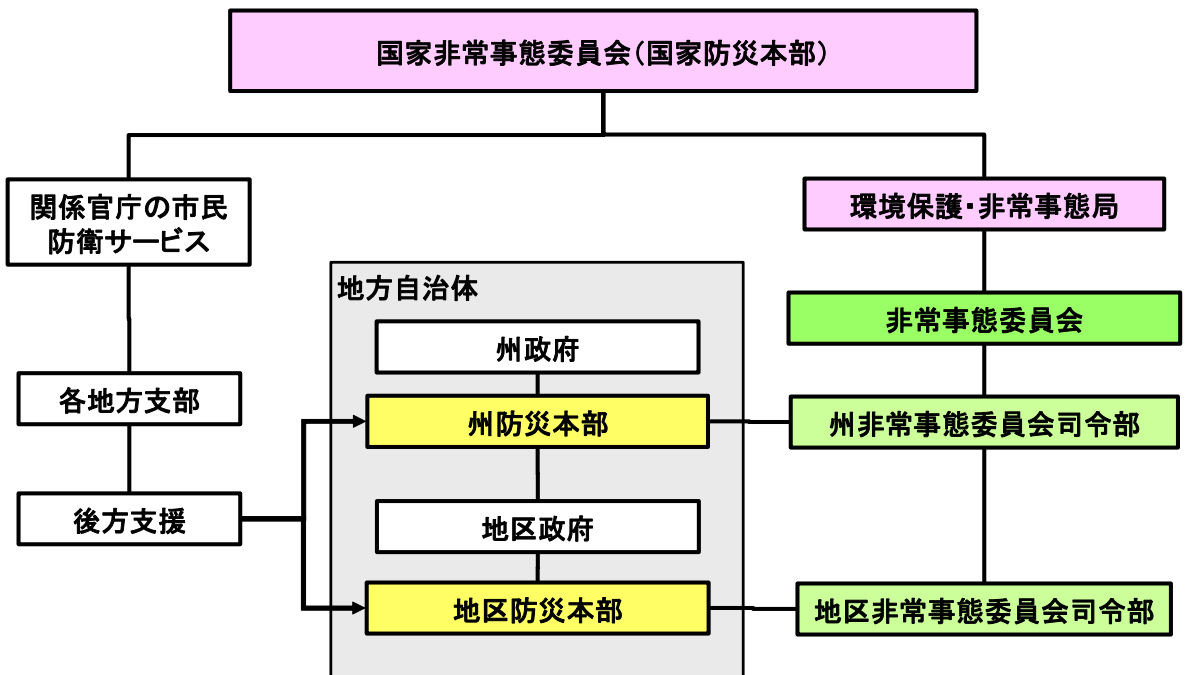 国家非常事態委員会(国家防災本部)
関係官庁の市民
防衛サービス
環境保護・非常事態局
地方自治体
非常事態委員会
州政府
各地方支部
州防災本部
州非常事態委員会司令部
後方支援
地区政府
地区防災本部
地区非常事態委員会司令部